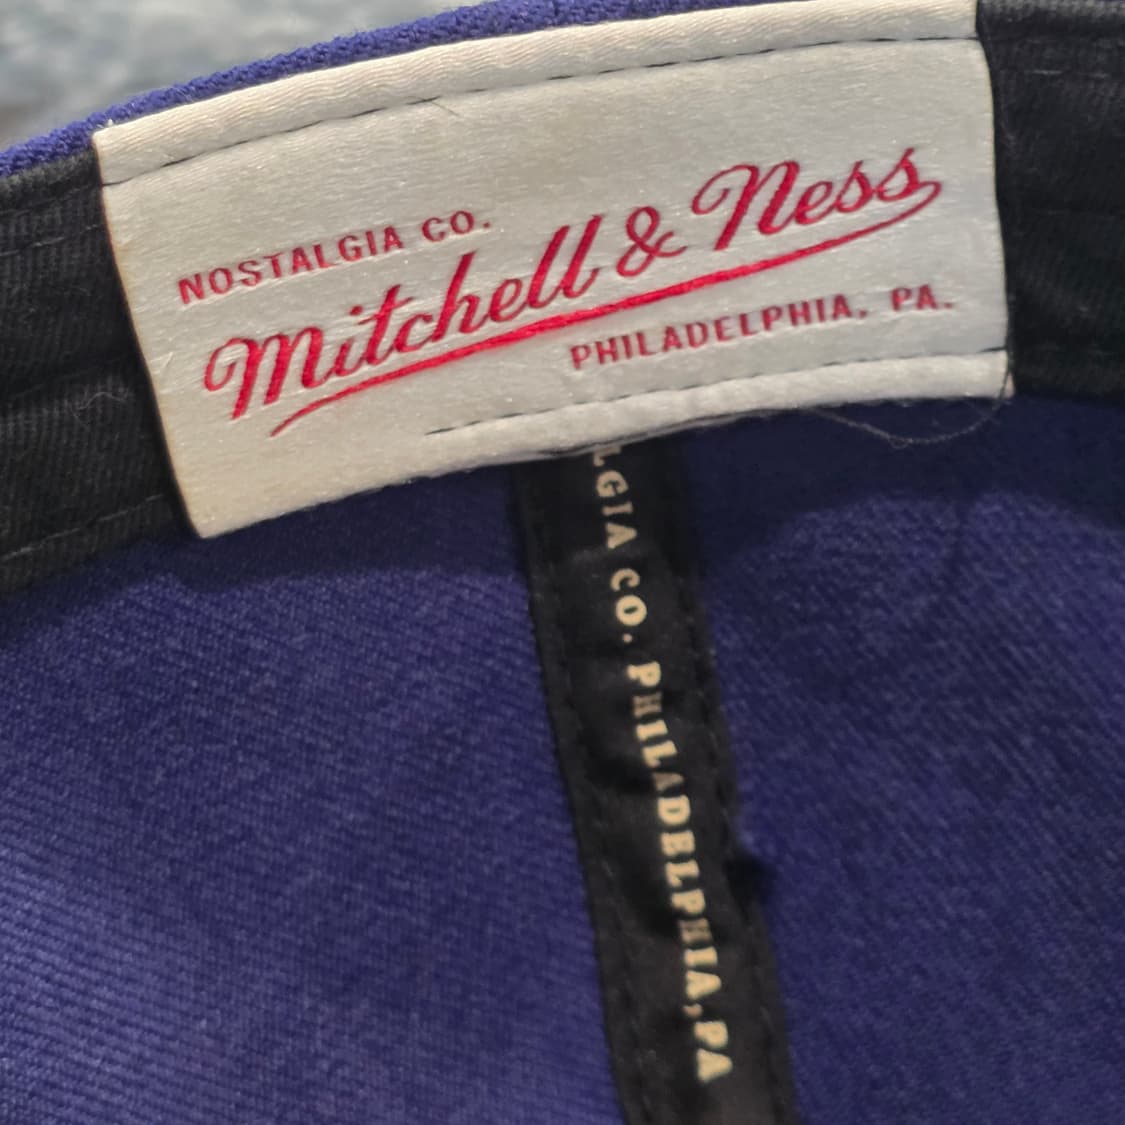 NOSTALGIA CO.
Mitchell & Ness
PHILADELPHIA, PA.
LGIA CO. PHILADELPHIA, PA